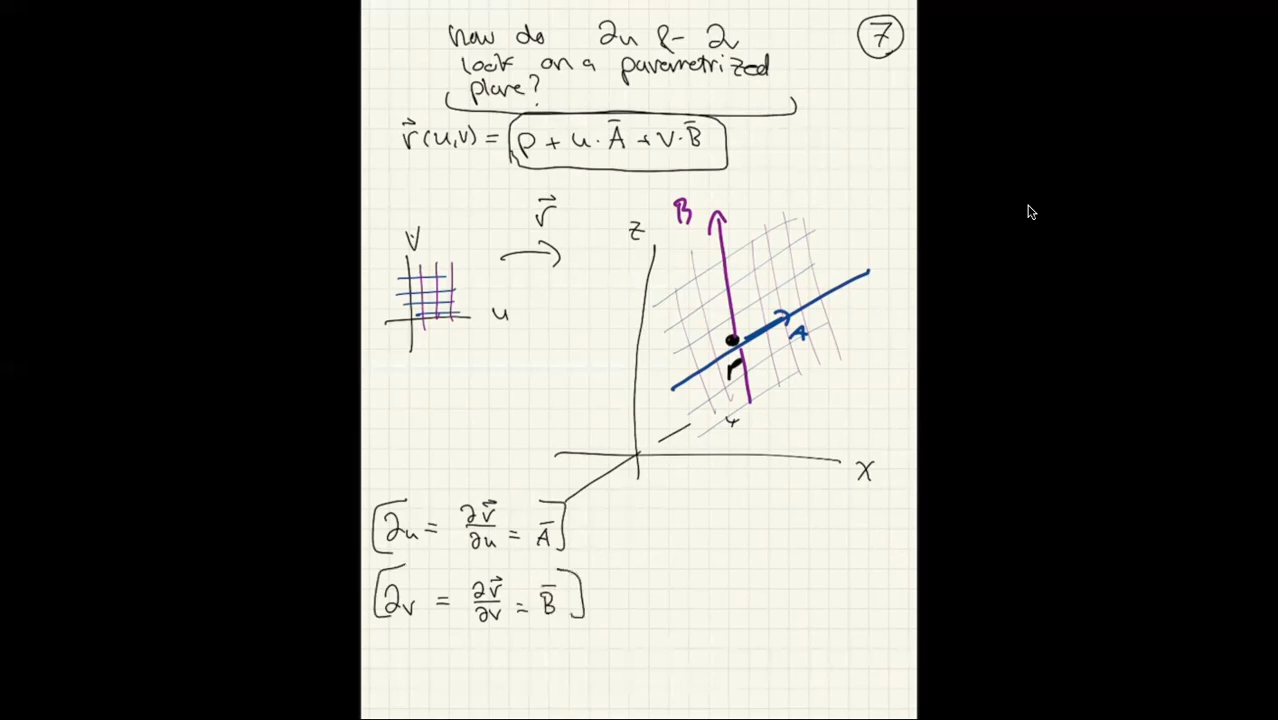 How do ∂u & ∂v
look on a parametrized
plane?
7
r⃗(u,v) = p + u·A̅ + v·B̅
r⃗
B
z
V
u
A
P
x
∂u = ∂r⃗/∂u = A̅
∂v = ∂r⃗/∂v = B̅